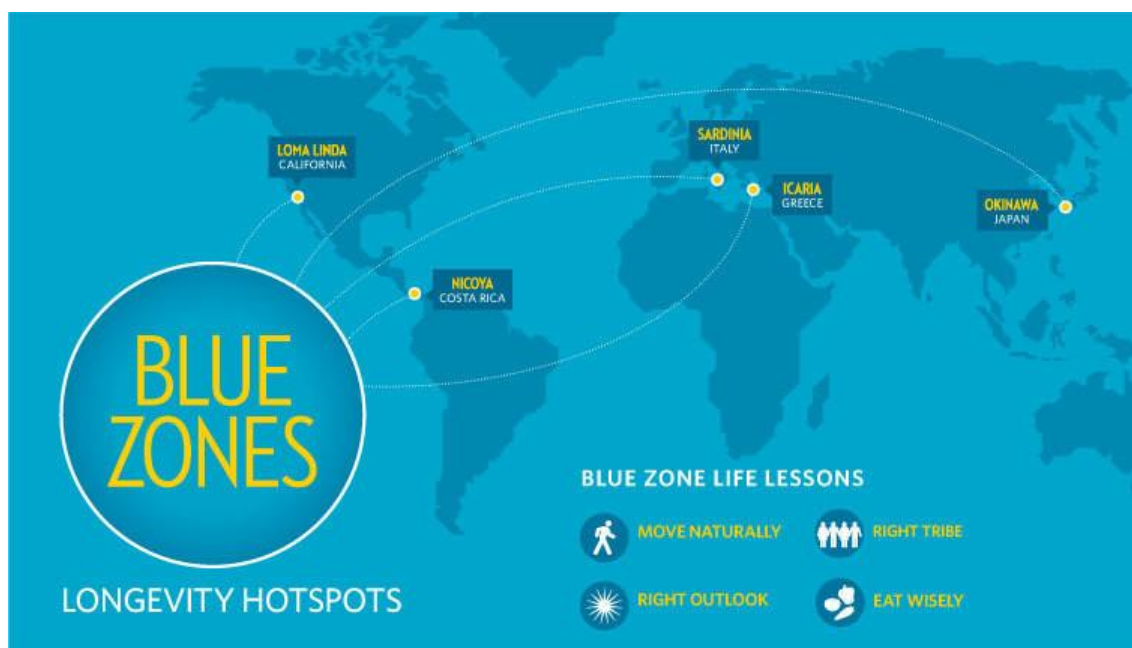 LOMA LINDA
CALIFORNIA
SARDINIA
ITALY
ICARIA
GREECE
OKINAWA
JAPAN
NICOYA
COSTA RICA
BLUE
ZONES
LONGEVITY HOTSPOTS
BLUE ZONE LIFE LESSONS
MOVE NATURALLY
RIGHT TRIBE
RIGHT OUTLOOK
EAT WISELY